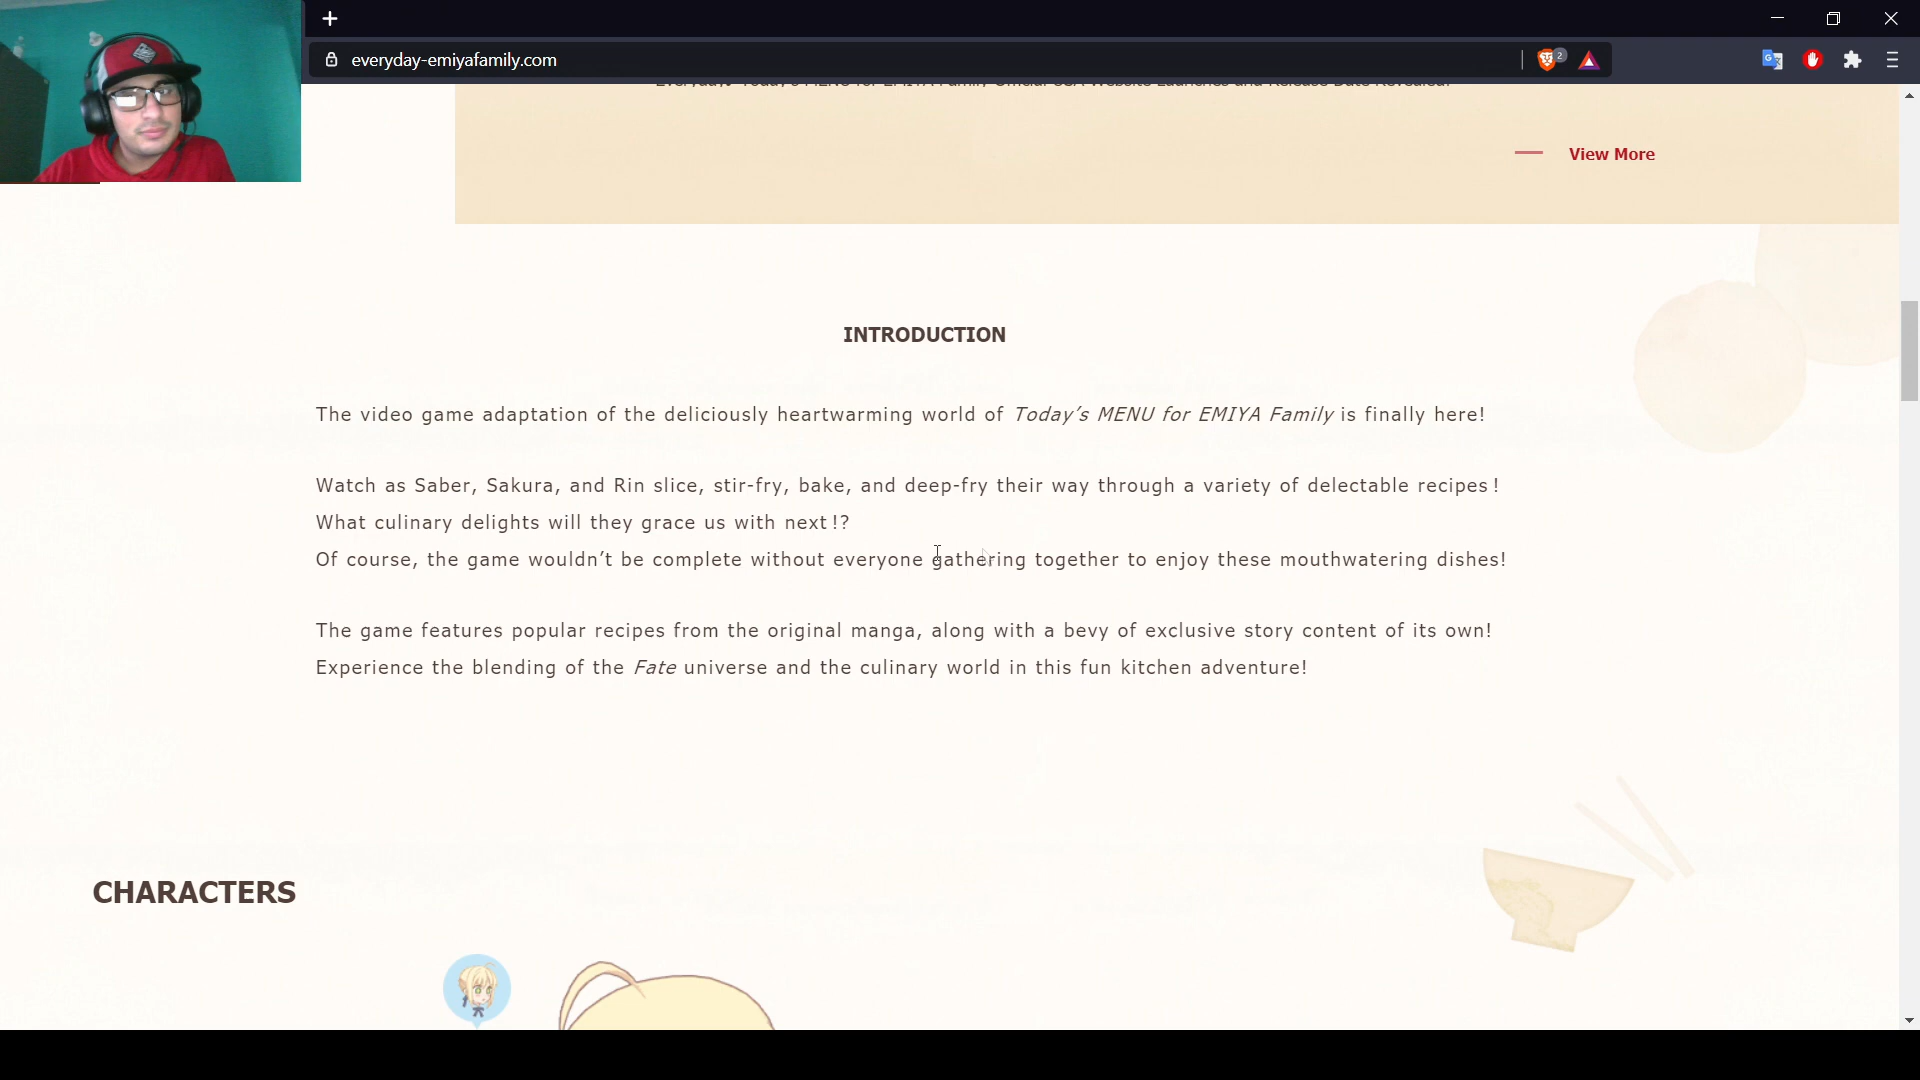 everyday-emiyafamily.com
2
View More
INTRODUCTION
The video game adaptation of the deliciously heartwarming world of Today's MENU for EMIYA Family is finally here!
Watch as Saber, Sakura, and Rin slice, stir-fry, bake, and deep-fry their way through a variety of delectable recipes!
What culinary delights will they grace us with next!?
Of course, the game wouldn't be complete without everyone gathering together to enjoy these mouthwatering dishes!
The game features popular recipes from the original manga, along with a bevy of exclusive story content of its own!
Experience the blending of the Fate universe and the culinary world in this fun kitchen adventure!
CHARACTERS